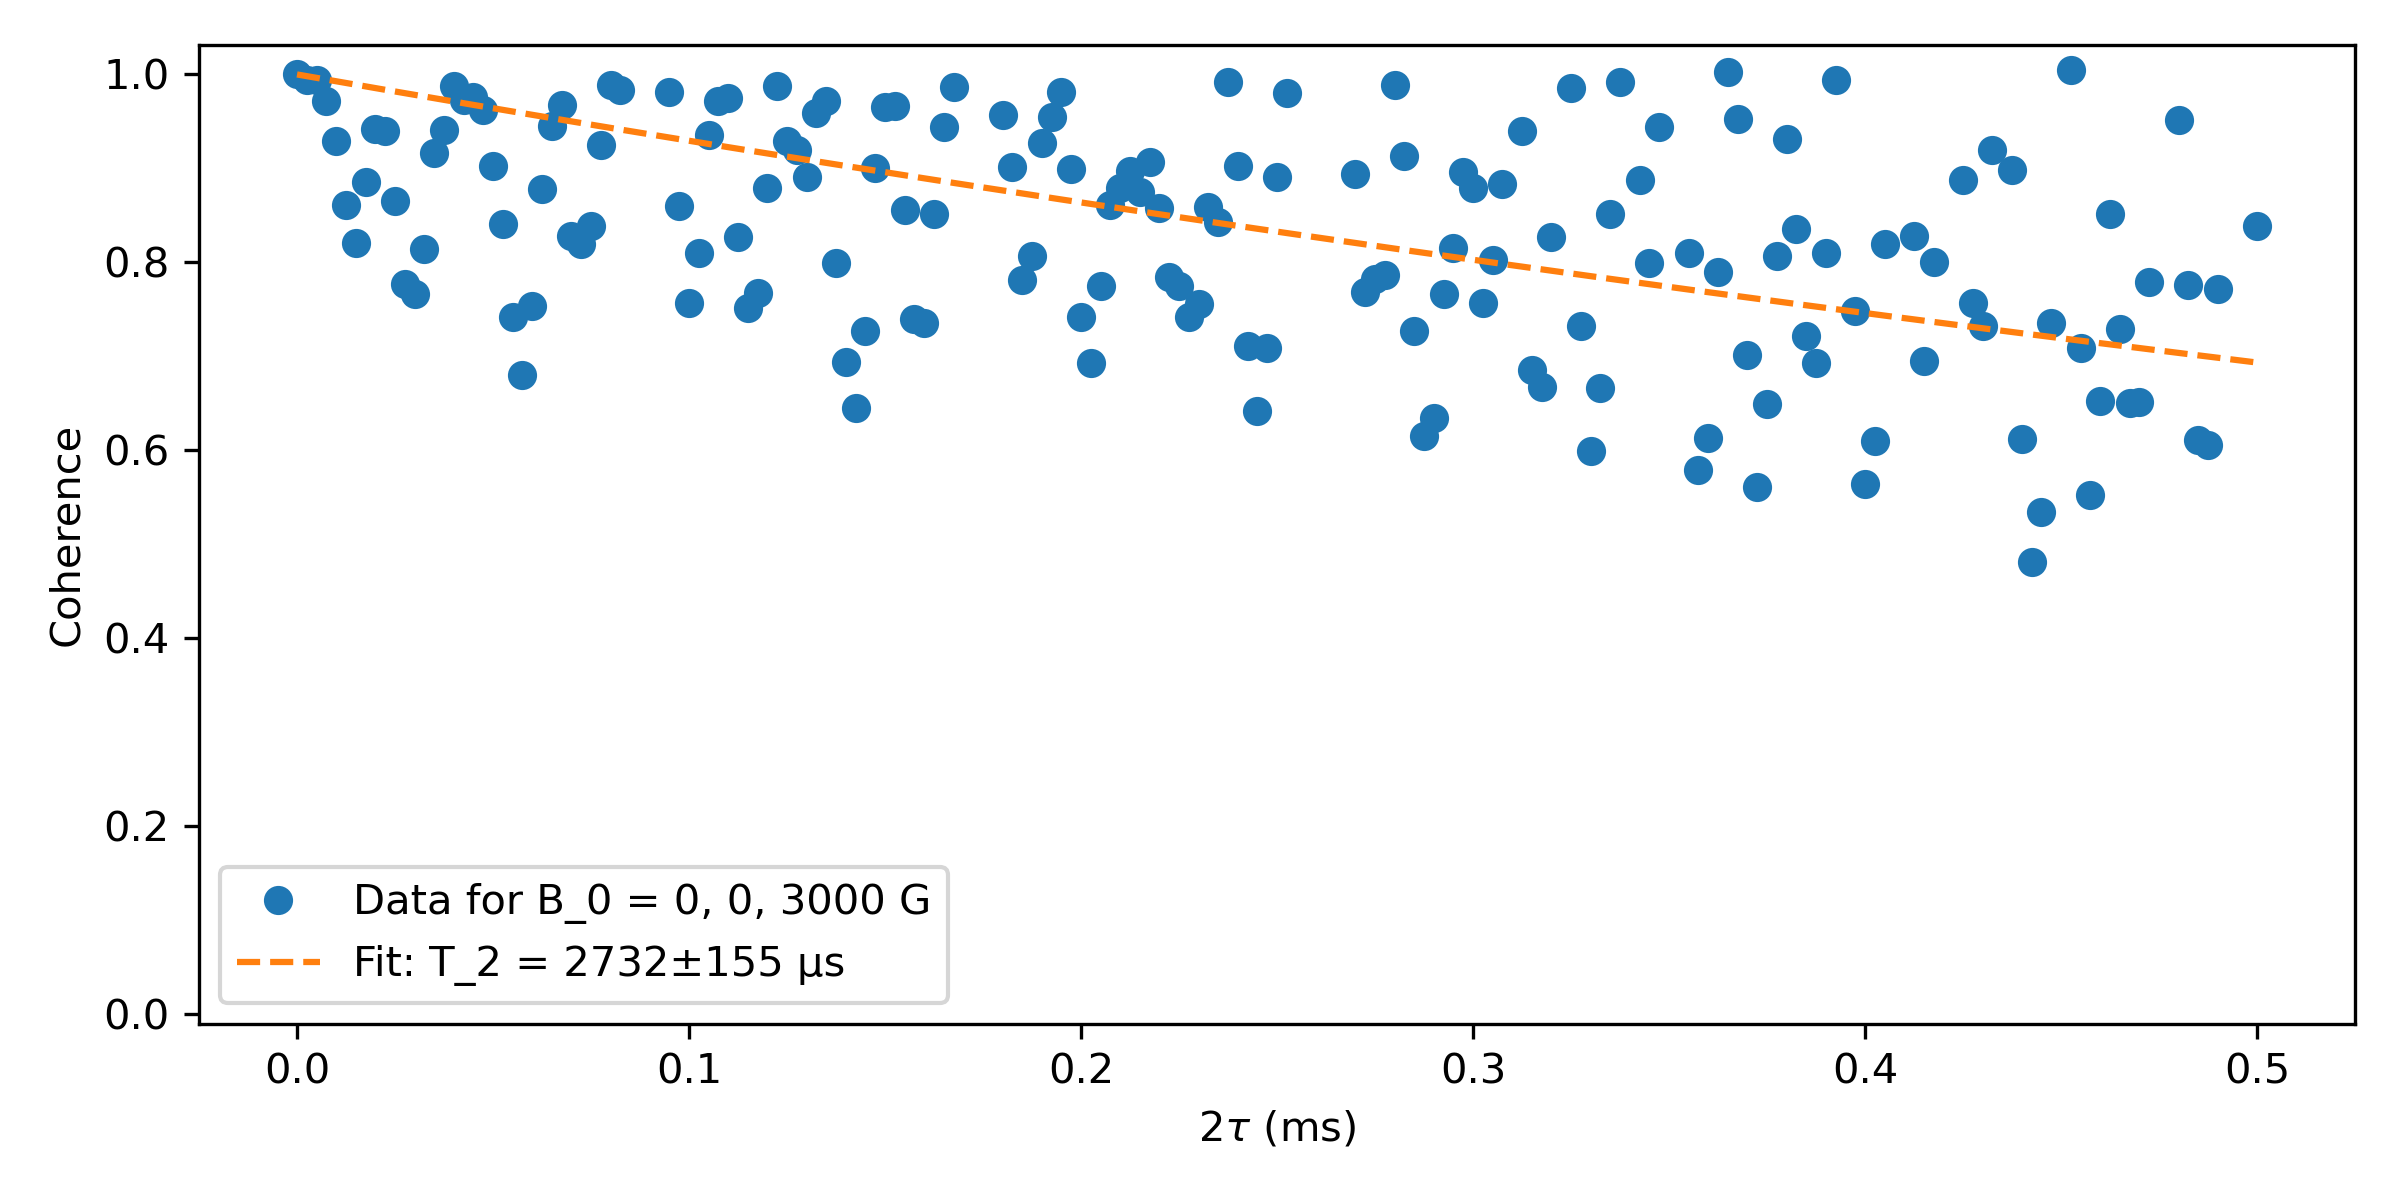 1.0
0.8
0.6
0.4
0.2
0.0
Coherence
Data for B_0 = 0, 0, 3000 G
Fit: T_2 = 2732±155 μs
0.0 0.1 0.2 0.3 0.4 0.5
2τ (ms)